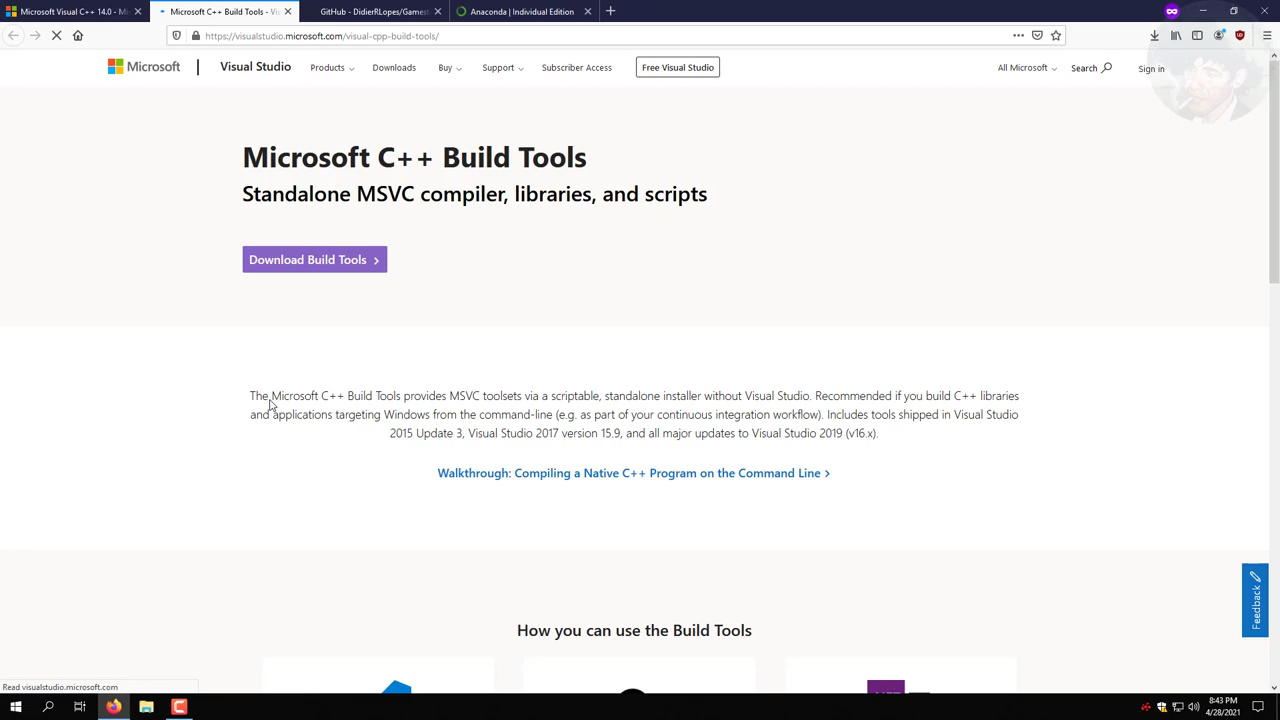 Microsoft Visual C++ 14.0 - Mi
Microsoft C++ Build Tools - Vi
GitHub - DidierRLopes/Gamest
Anaconda | Individual Edition
https://visualstudio.microsoft.com/visual-cpp-build-tools/
Microsoft
Visual Studio
Products
Downloads
Buy
Support
Subscriber Access
Free Visual Studio
All Microsoft
Search
Sign in
Microsoft C++ Build Tools
Standalone MSVC compiler, libraries, and scripts
Download Build Tools
The Microsoft C++ Build Tools provides MSVC toolsets via a scriptable, standalone installer without Visual Studio. Recommended if you build C++ libraries
and applications targeting Windows from the command-line (e.g. as part of your continuous integration workflow). Includes tools shipped in Visual Studio
2015 Update 3, Visual Studio 2017 version 15.9, and all major updates to Visual Studio 2019 (v16.x).
Walkthrough: Compiling a Native C++ Program on the Command Line
Feedback
How you can use the Build Tools
Read visualstudio.microsoft.com
8:43 PM
4/28/2021